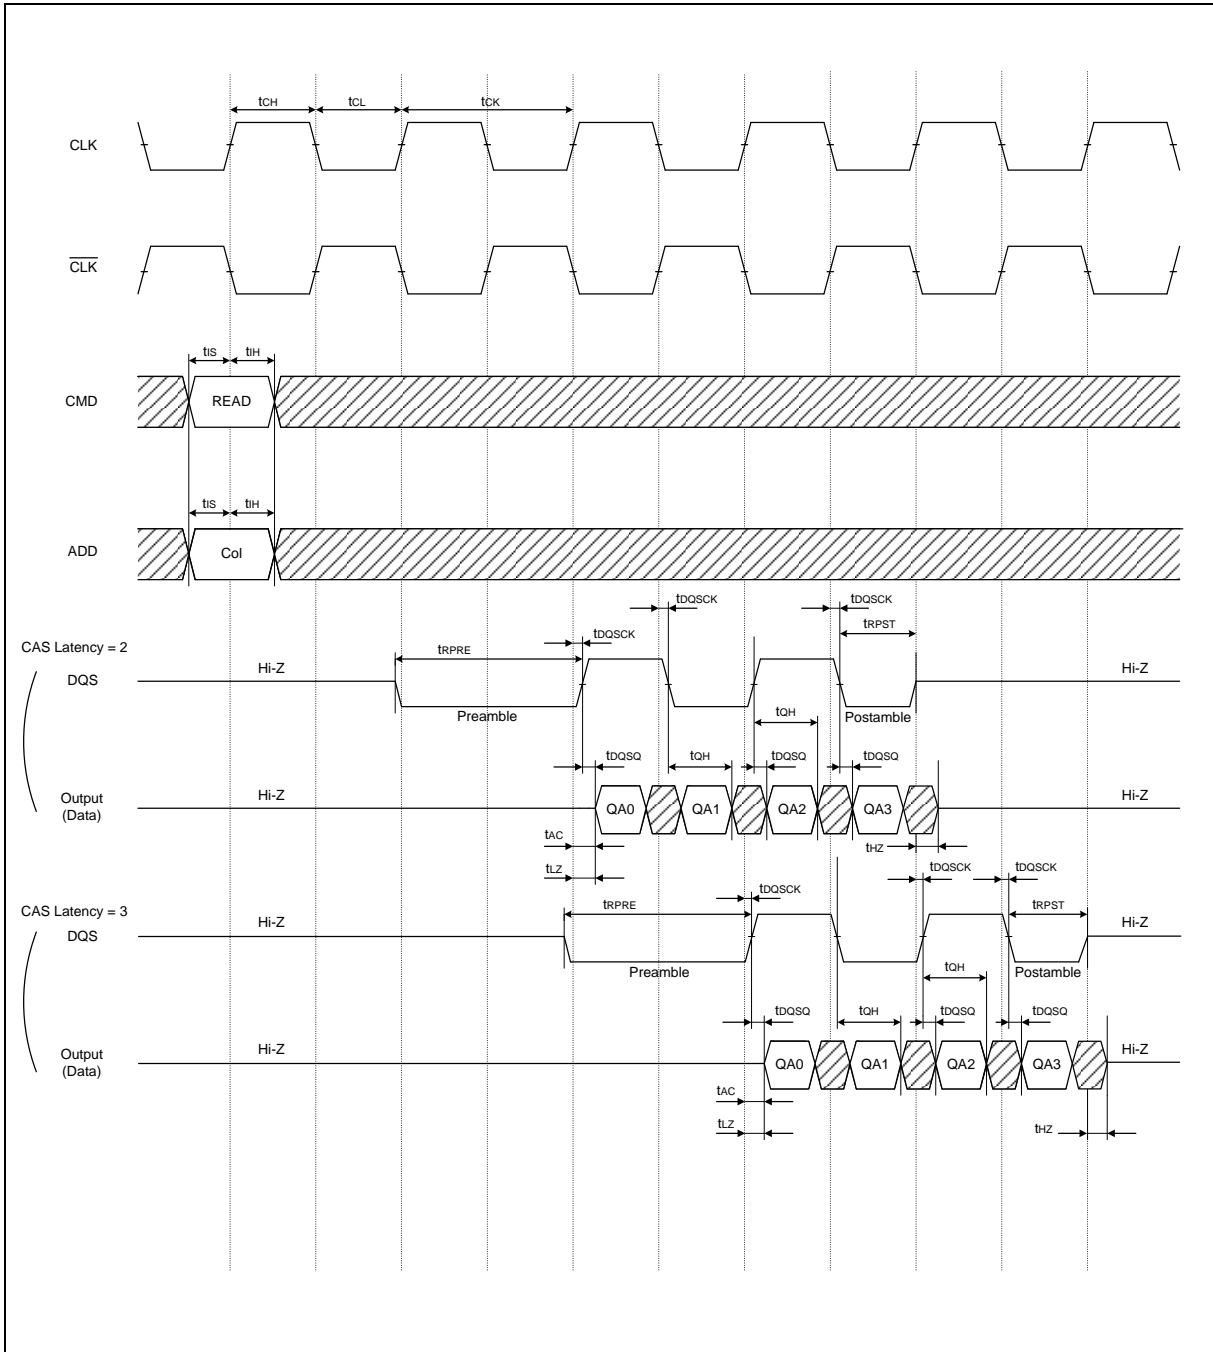 tCH tCL tCK
CLK
CLK
tIS tIH
CMD READ
tIS tIH
ADD Col
tDQSCK tDQSCK
CAS Latency = 2 tDQSCK tRPST
Hi-Z tRPRE Hi-Z
DQS
Preamble tQH Postamble
tDQSQ tQH tDQSQ tDQSQ
Output Hi-Z Hi-Z
(Data) QA0 QA1 QA2 QA3
tAC tHZ
tLZ tDQSCK tDQSCK
CAS Latency = 3 tDQSCK
Hi-Z tRPRE tRPST Hi-Z
DQS
Preamble tQH Postamble
tDQSQ tQH tDQSQ tDQSQ
Output Hi-Z Hi-Z
(Data) QA0 QA1 QA2 QA3
tAC
tLZ tHZ